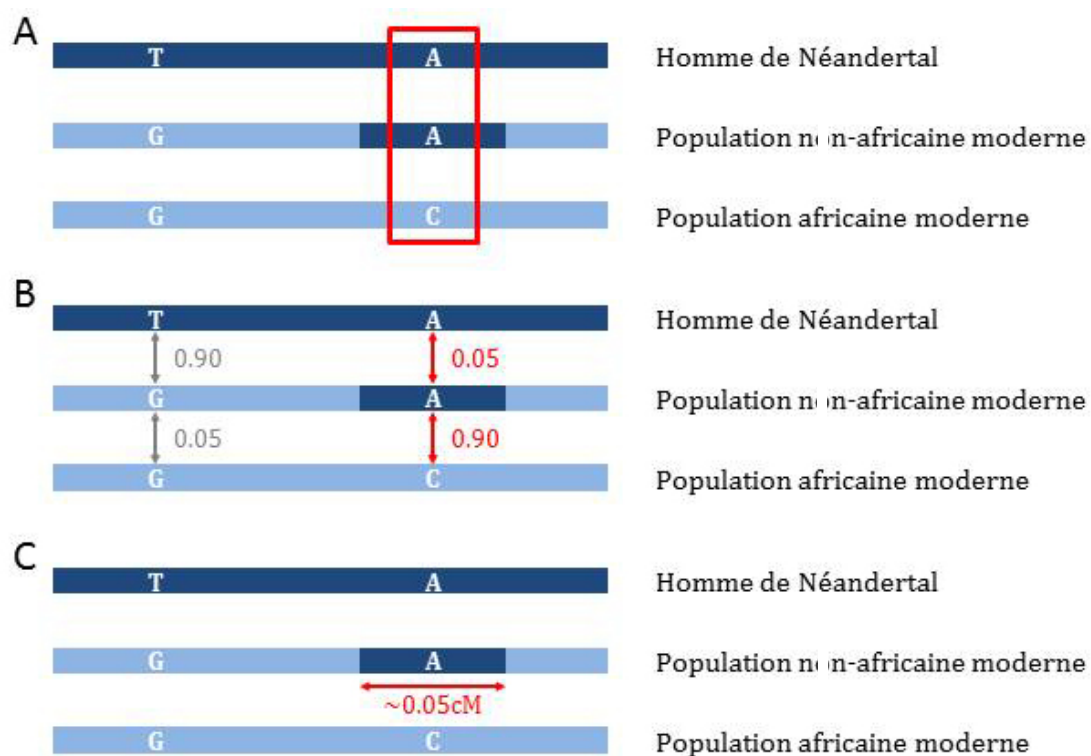 A
T A Homme de Néandertal
G A Population non-africaine moderne
G C Population africaine moderne
B
T A Homme de Néandertal
0.90 0.05
G A Population non-africaine moderne
0.05 0.90
G C Population africaine moderne
C
T A Homme de Néandertal
G A Population non-africaine moderne
~0.05cM
G C Population africaine moderne